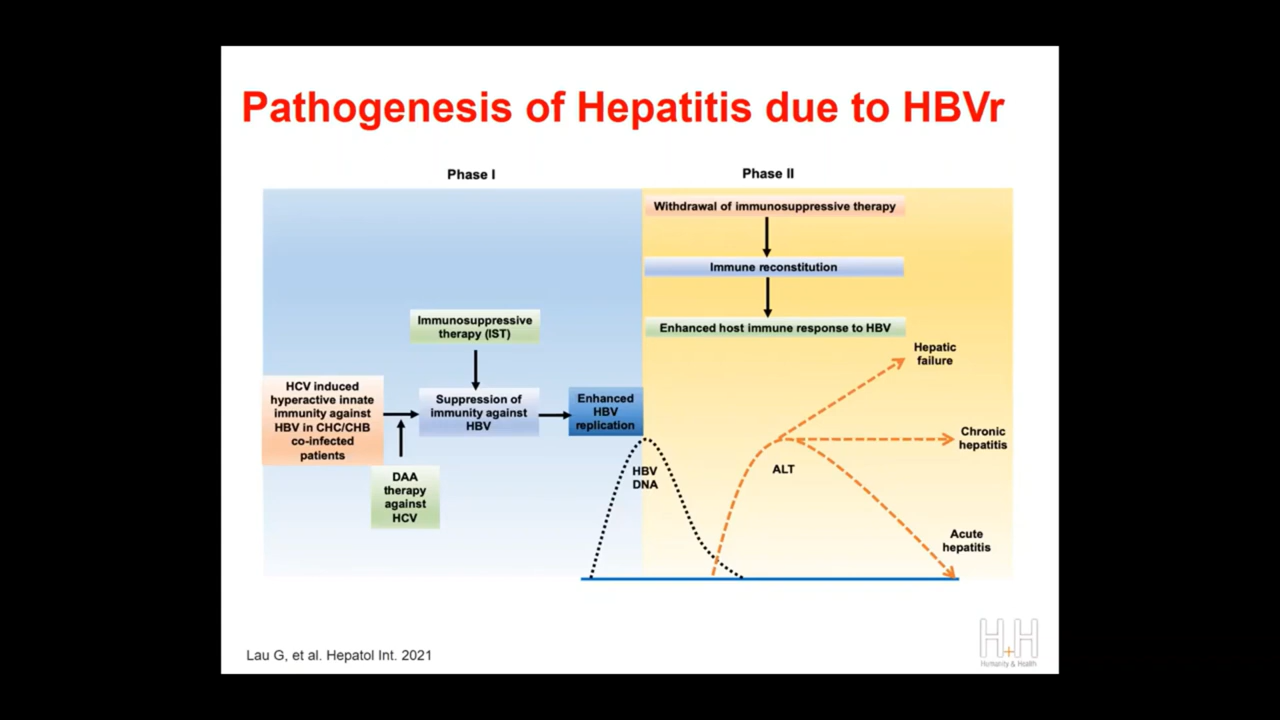 Pathogenesis of Hepatitis due to HBVr
Phase I
Phase II
Withdrawal of immunosuppressive therapy
Immune reconstitution
Enhanced host immune response to HBV
Immunosuppressive
therapy (IST)
HCV induced
hyperactive innate
immunity against
HBV in CHC/CHB
co-infected
patients
Suppression of
immunity against
HBV
Enhanced
HBV
replication
DAA
therapy
against
HCV
HBV
DNA
ALT
Hepatic
failure
Chronic
hepatitis
Acute
hepatitis
Lau G, et al. Hepatol Int. 2021
H+H
Humanity & Health